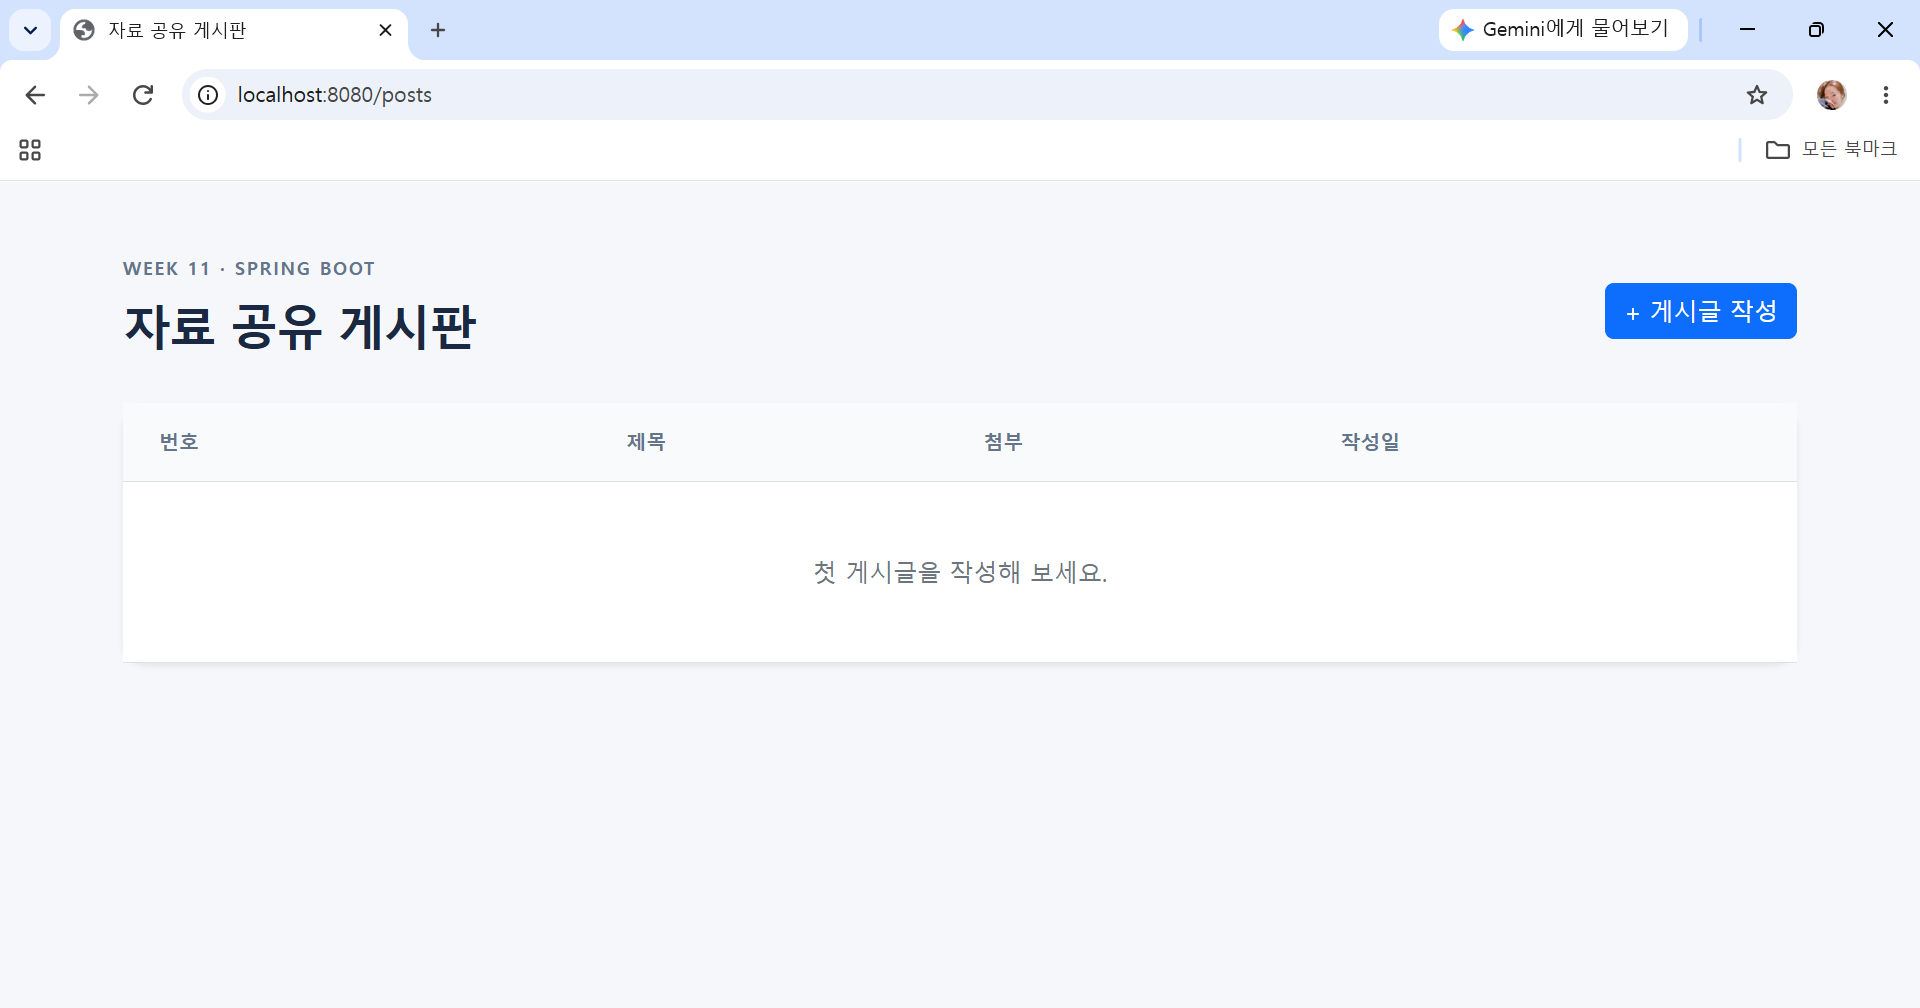 자료 공유 게시판
Gemini에게 물어보기
localhost:8080/posts
모든 북마크
WEEK 11 · SPRING BOOT
자료 공유 게시판
+ 게시글 작성
번호 제목 첨부 작성일
첫 게시글을 작성해 보세요.